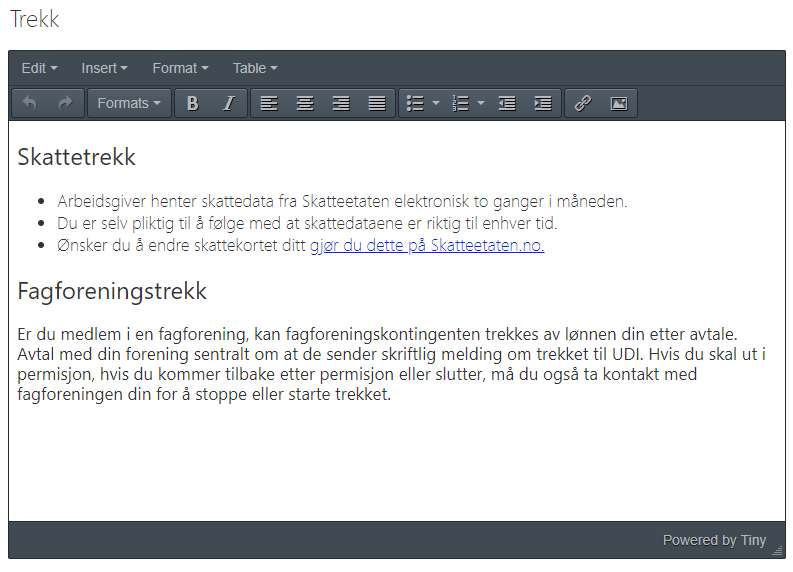 Trekk
Edit Insert Format Table
Formats B I
Skattetrekk
Arbeidsgiver henter skattedata fra Skatteetaten elektronisk to ganger i måneden.
Du er selv pliktig til å følge med at skattedataene er riktig til enhver tid.
Ønsker du å endre skattekortet ditt gjør du dette på Skatteetaten.no.
Fagforeningstrekk
Er du medlem i en fagforening, kan fagforeningskontingenten trekkes av lønnen din etter avtale.
Avtal med din forening sentralt om at de sender skriftlig melding om trekket til UDI. Hvis du skal ut i
permisjon, hvis du kommer tilbake etter permisjon eller slutter, må du også ta kontakt med
fagforeningen din for å stoppe eller starte trekket.
Powered by Tiny